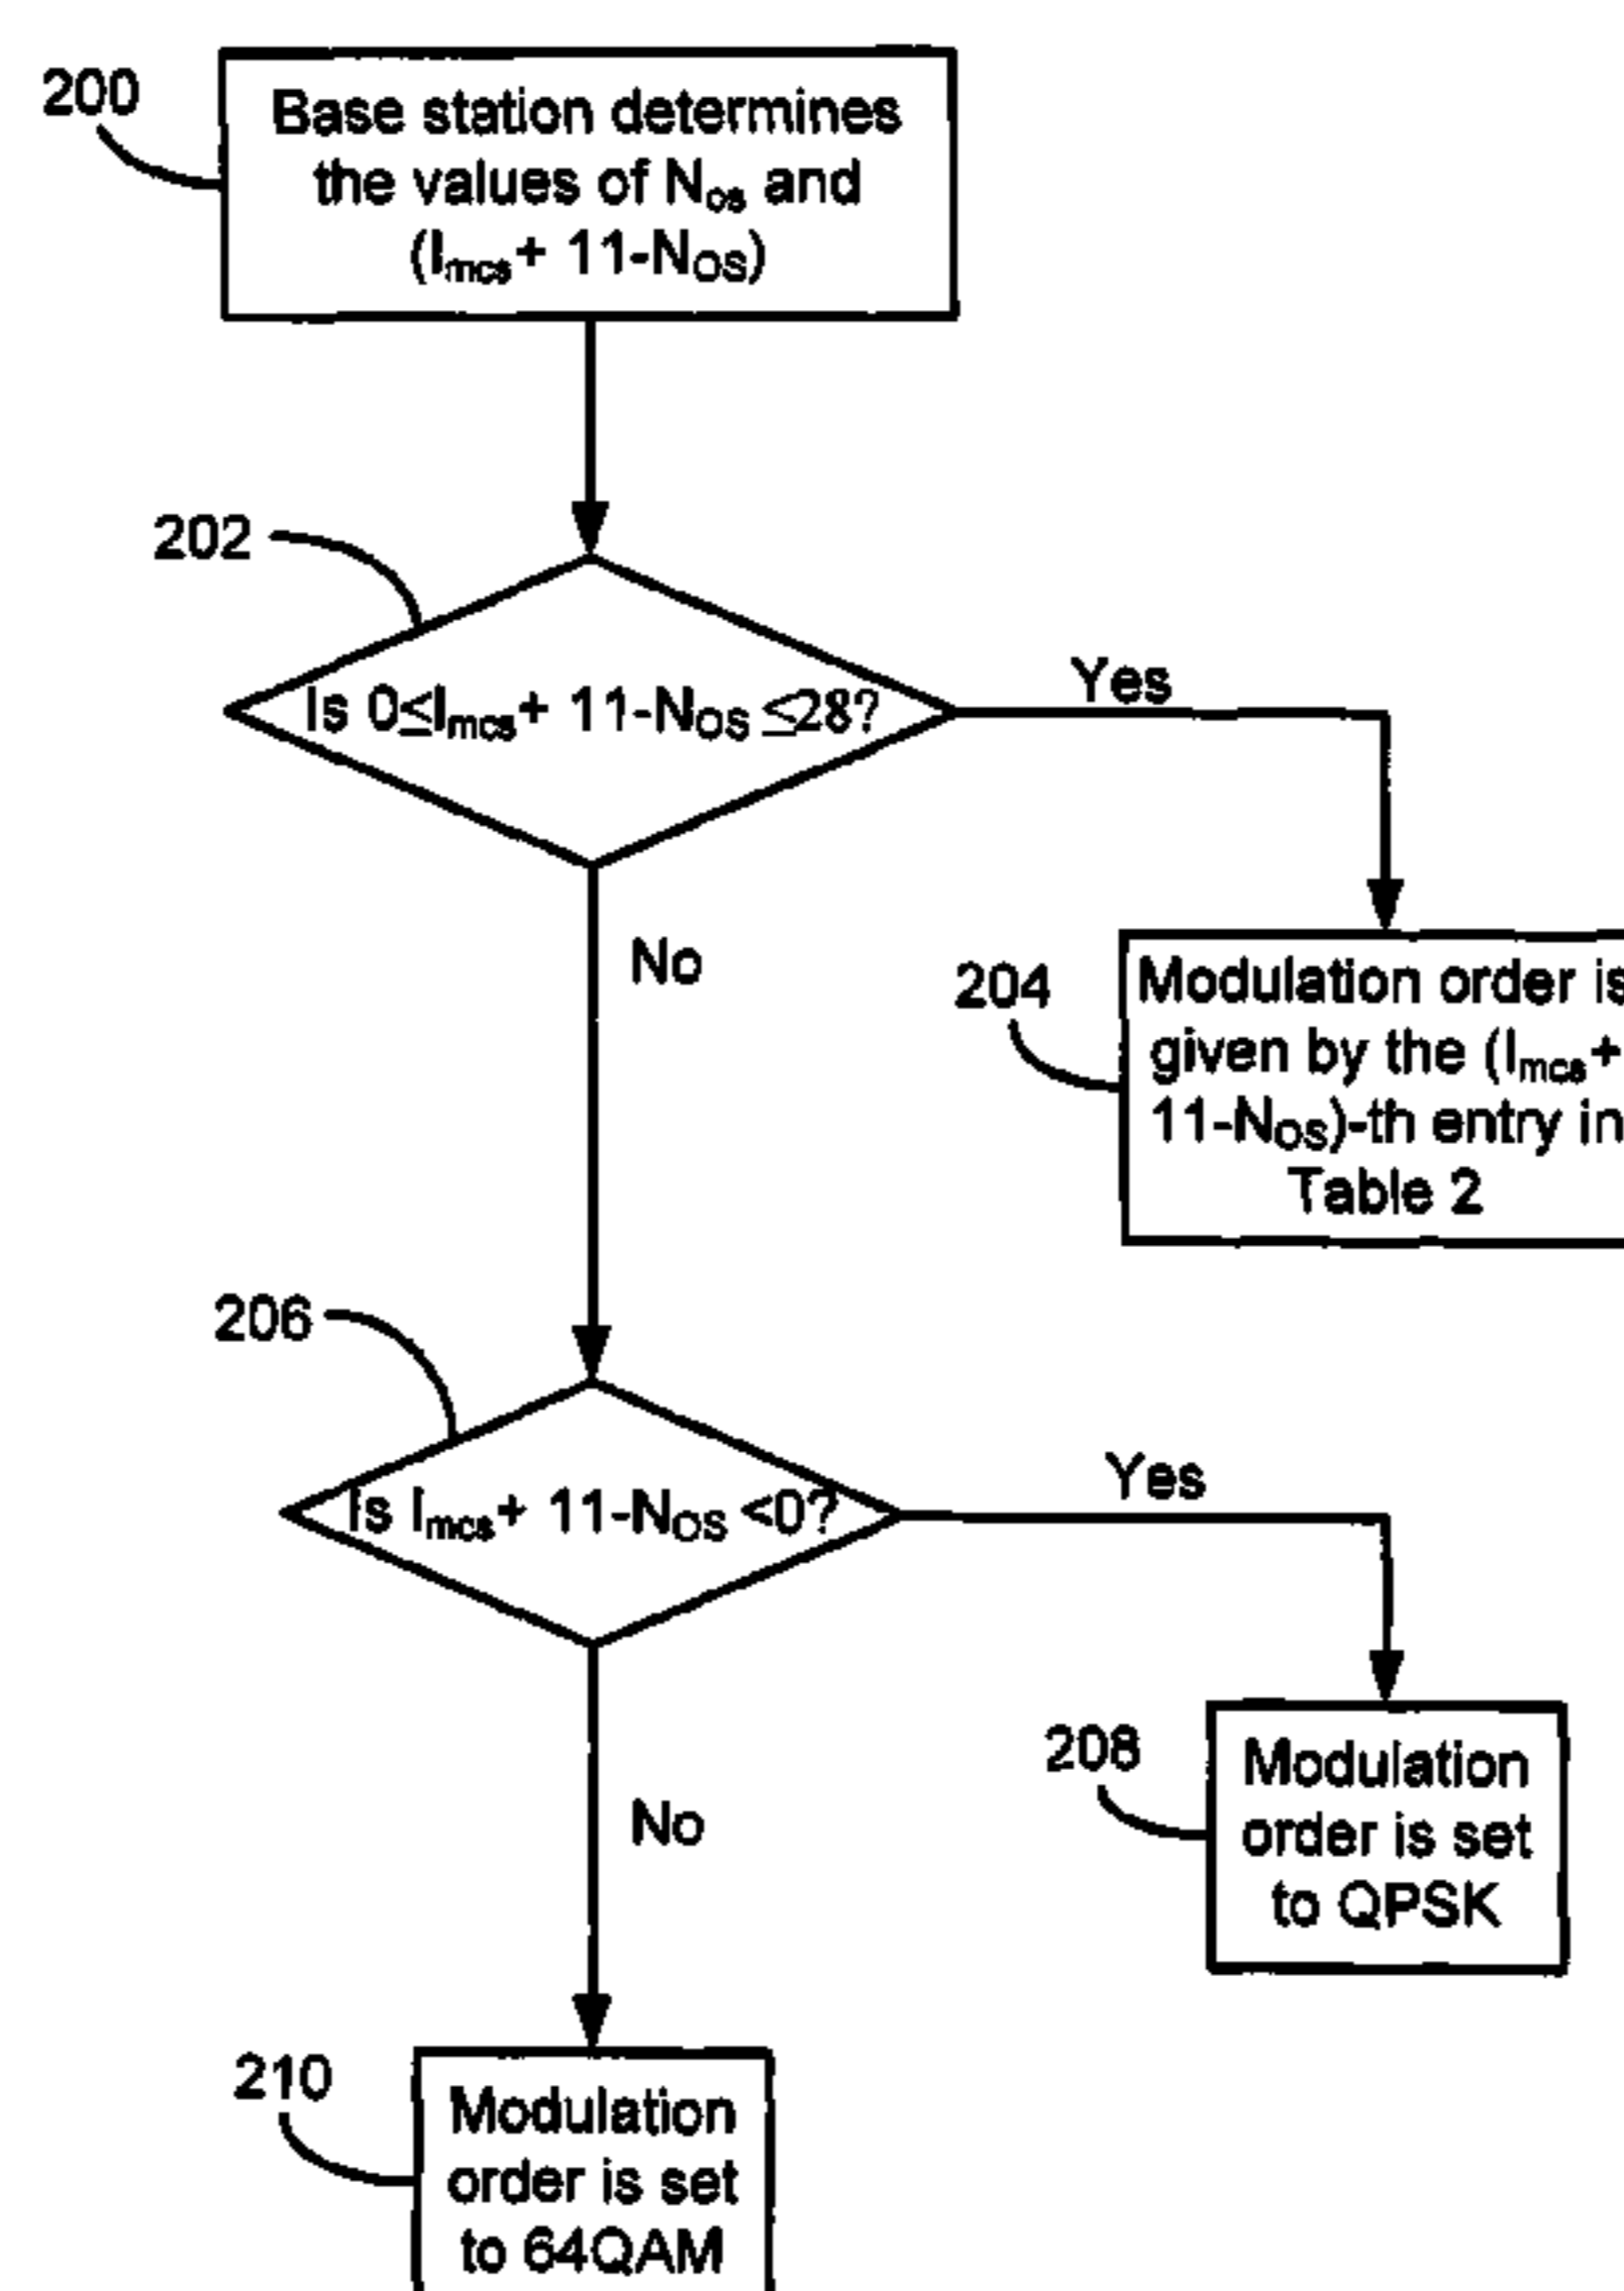 200
Base station determines
the values of Nos and
(Imcs+ 11-NOS)
202
Is 0≤Imcs+ 11-NOS ≤28?
Yes
No
204
Modulation order is
given by the (Imcs+
11-NOS)-th entry in
Table 2
206
Is Imcs+ 11-NOS <0?
Yes
No
208
Modulation
order is set
to QPSK
210
Modulation
order is set
to 64QAM